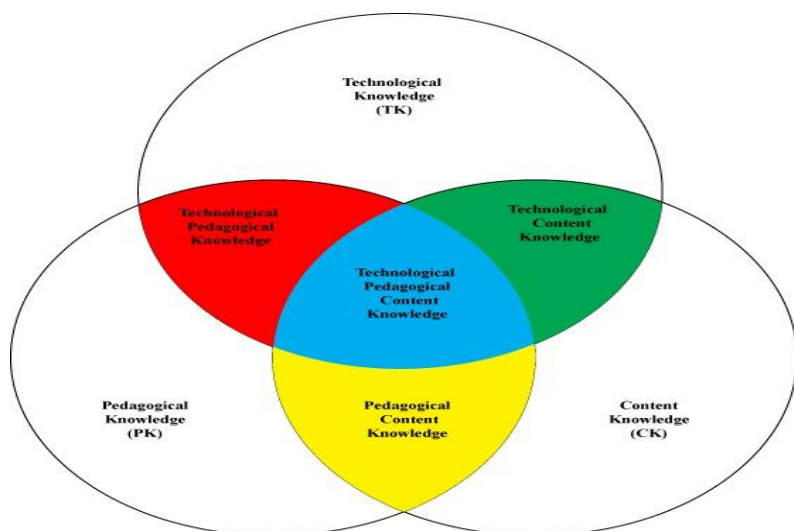 Technological
Knowledge
(TK)
Technological
Pedagogical
Knowledge
Technological
Content
Knowledge
Technological
Pedagogical
Content
Knowledge
Pedagogical
Knowledge
(PK)
Pedagogical
Content
Knowledge
Content
Knowledge
(CK)